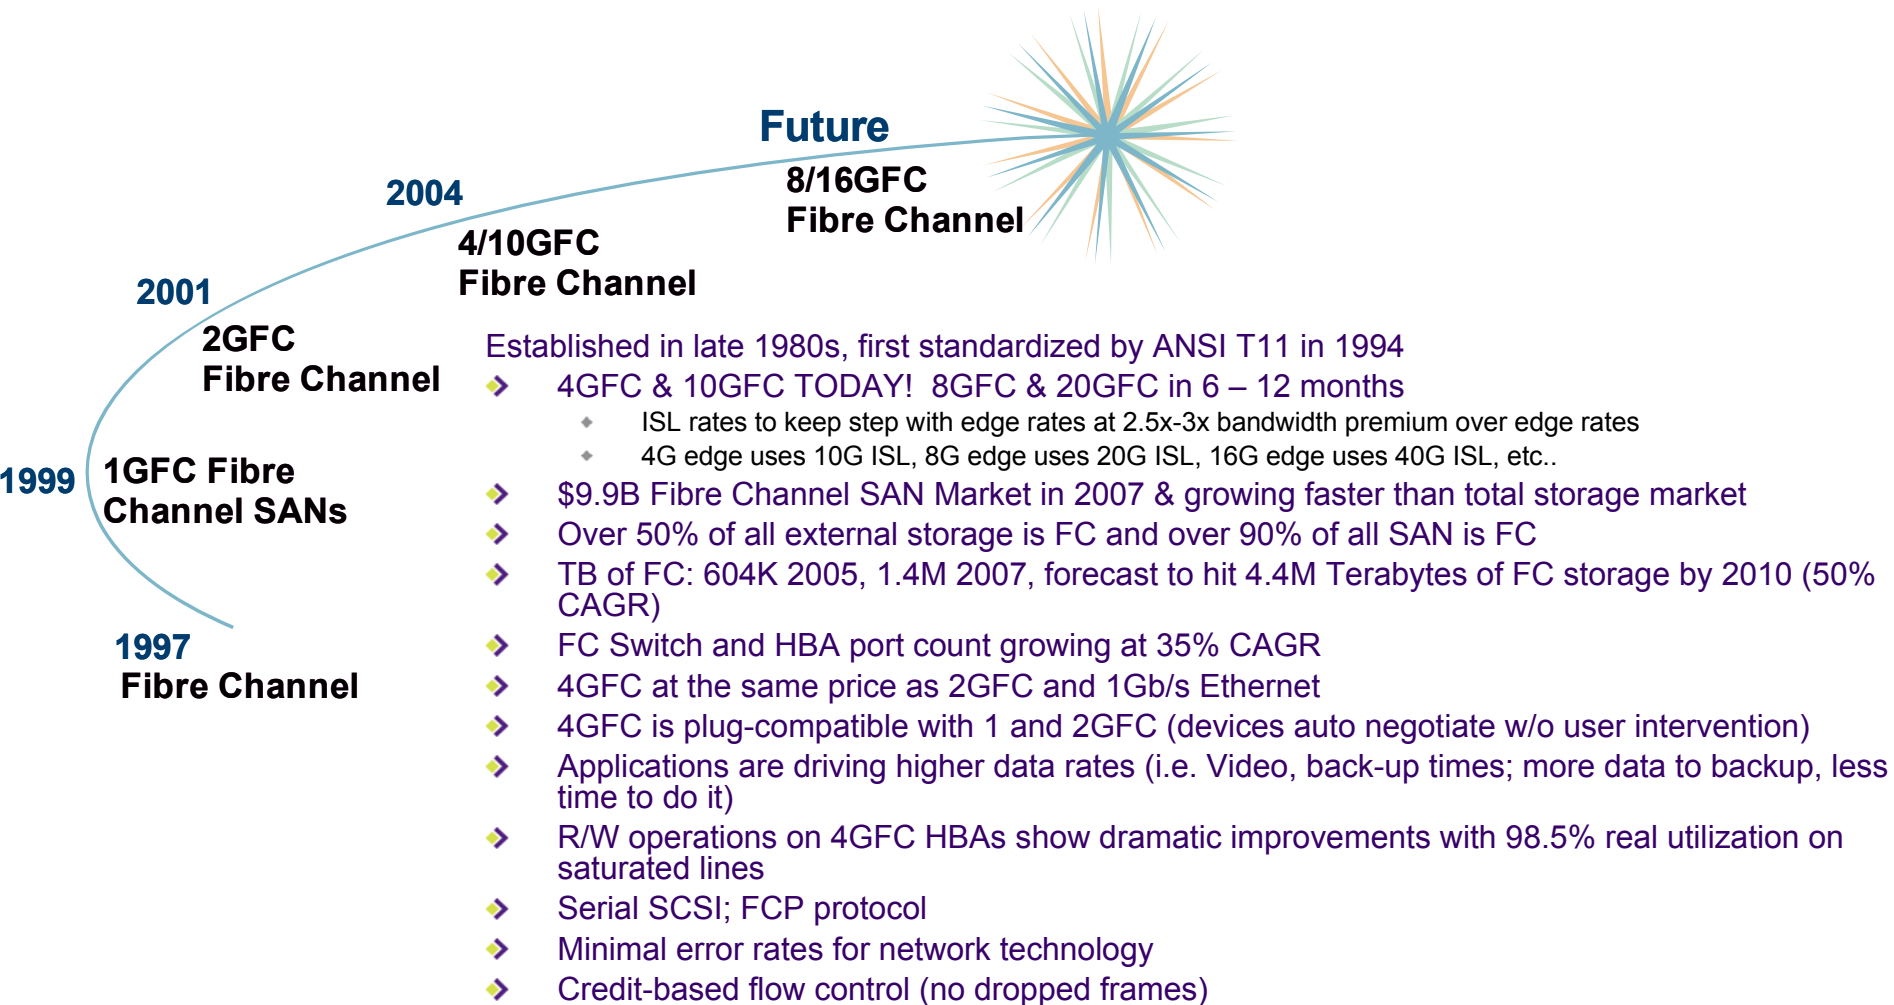 Future
8/16GFC
Fibre Channel
2004
4/10GFC
Fibre Channel
2001
2GFC
Fibre Channel
1999
1GFC Fibre
Channel SANs
1997
Fibre Channel
Established in late 1980s, first standardized by ANSI T11 in 1994
4GFC & 10GFC TODAY!  8GFC & 20GFC in 6 – 12 months
ISL rates to keep step with edge rates at 2.5x-3x bandwidth premium over edge rates
4G edge uses 10G ISL, 8G edge uses 20G ISL, 16G edge uses 40G ISL, etc..
$9.9B Fibre Channel SAN Market in 2007 & growing faster than total storage market
Over 50% of all external storage is FC and over 90% of all SAN is FC
TB of FC: 604K 2005, 1.4M 2007, forecast to hit 4.4M Terabytes of FC storage by 2010 (50%
CAGR)
FC Switch and HBA port count growing at 35% CAGR
4GFC at the same price as 2GFC and 1Gb/s Ethernet
4GFC is plug-compatible with 1 and 2GFC (devices auto negotiate w/o user intervention)
Applications are driving higher data rates (i.e. Video, back-up times; more data to backup, less
time to do it)
R/W operations on 4GFC HBAs show dramatic improvements with 98.5% real utilization on
saturated lines
Serial SCSI; FCP protocol
Minimal error rates for network technology
Credit-based flow control (no dropped frames)